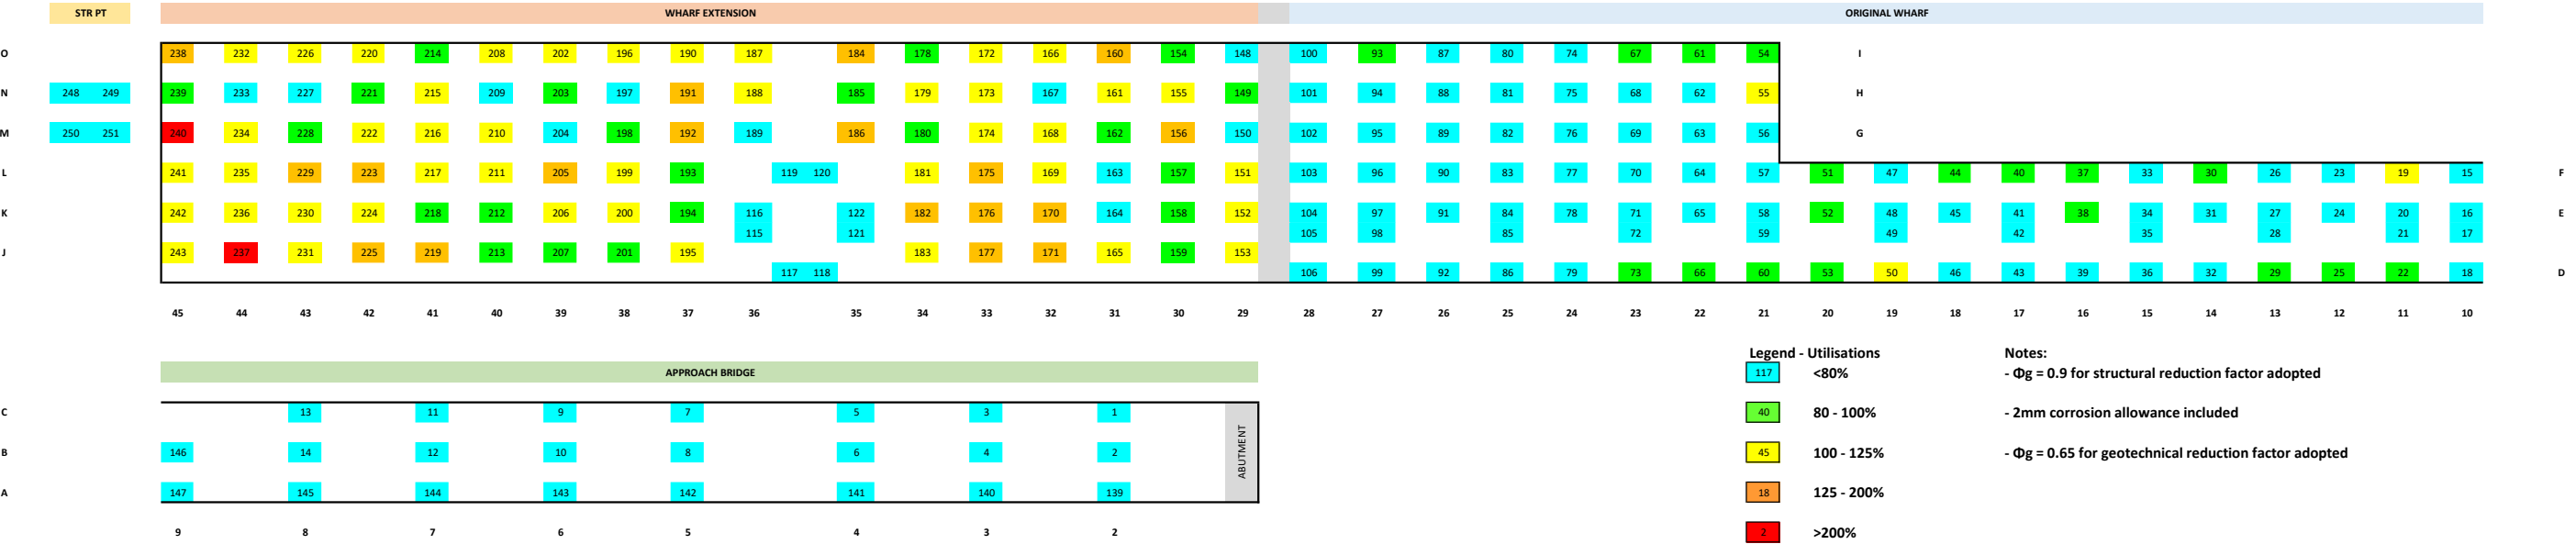 STR PT WHARF EXTENSION ORIGINAL WHARF
O 238 232 226 220 214 208 202 196 190 187 184 178 172 166 160 154 148 100 93 87 80 74 67 61 54 I
N 248 249 239 233 227 221 215 209 203 197 191 188 185 179 173 167 161 155 149 101 94 88 81 75 68 62 55 H
M 250 251 240 234 228 222 216 210 204 198 192 189 186 180 174 168 162 156 150 102 95 89 82 76 69 63 56 G
L 241 235 229 223 217 211 205 199 193 119 120 181 175 169 163 157 151 103 96 90 83 77 70 64 57 51 47 44 40 37 33 30 26 23 19 15 F
K 242 236 230 224 218 212 206 200 194 116 122 182 176 170 164 158 152 104 97 91 84 78 71 65 58 52 48 45 41 38 34 31 27 24 20 16 E
115 121 105 98 85 72 59 49 42 35 28 21 17
J 243 237 231 225 219 213 207 201 195 183 177 171 165 159 153
117 118 106 99 92 86 79 73 66 60 53 50 46 43 39 36 32 29 25 22 18 D
45 44 43 42 41 40 39 38 37 36 35 34 33 32 31 30 29 28 27 26 25 24 23 22 21 20 19 18 17 16 15 14 13 12 11 10
Legend - Utilisations Notes:
APPROACH BRIDGE 117 <80% - Φg = 0.9 for structural reduction factor adopted
C 13 11 9 7 5 3 1 40 80 - 100% - 2mm corrosion allowance included
B 146 14 12 10 8 6 4 2 ABUTMENT 45 100 - 125% - Φg = 0.65 for geotechnical reduction factor adopted
A 147 145 144 143 142 141 140 139 18 125 - 200%
9 8 7 6 5 4 3 2 2 >200%